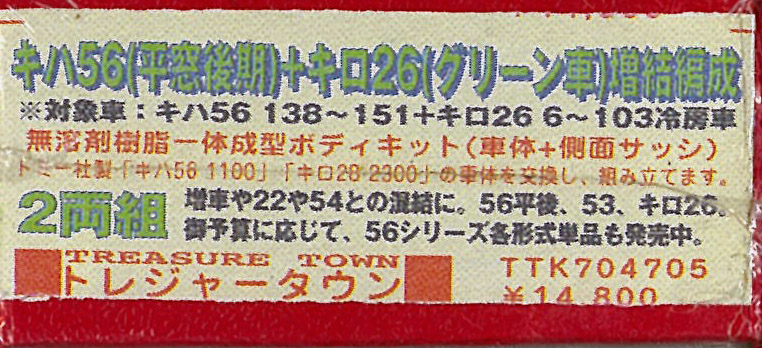 キハ56(平窓後期)+キロ26(グリーン車)増結編成
※対象車：キハ56 138～151+キロ26 6～103冷房車
無溶剤樹脂一体成型ボディキット(車体+側面サッシ)
トミー社製「キハ56 1100」「キロ28 2300」の車体を交換し、組み立てます。
2両組
増車や22や54との混結に。56平後、53、キロ26、
御予算に応じて、56シリーズ各形式単品も発売中。
TREASURE TOWN
トレジャータウン
TTK704705
￥14,800